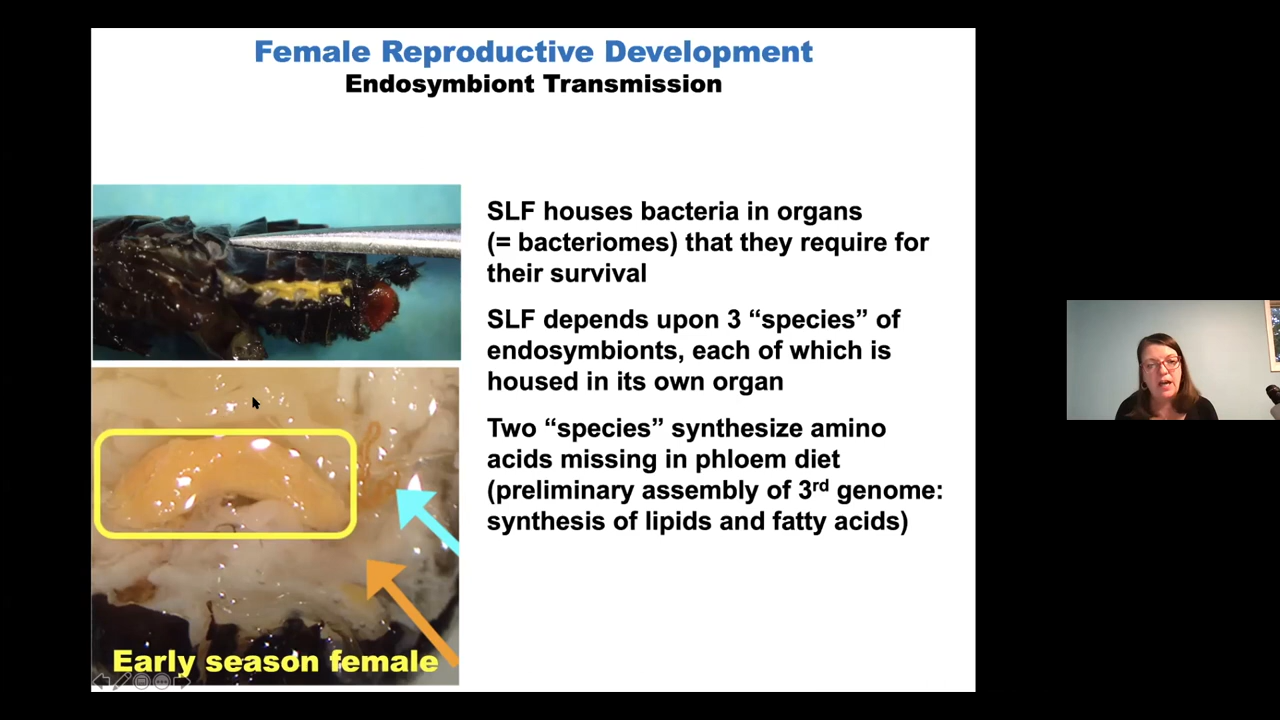 Female Reproductive Development
Endosymbiont Transmission
SLF houses bacteria in organs
(= bacteriomes) that they require for
their survival
SLF depends upon 3 “species” of
endosymbionts, each of which is
housed in its own organ
Two “species” synthesize amino
acids missing in phloem diet
(preliminary assembly of 3rd genome:
synthesis of lipids and fatty acids)
Early season female